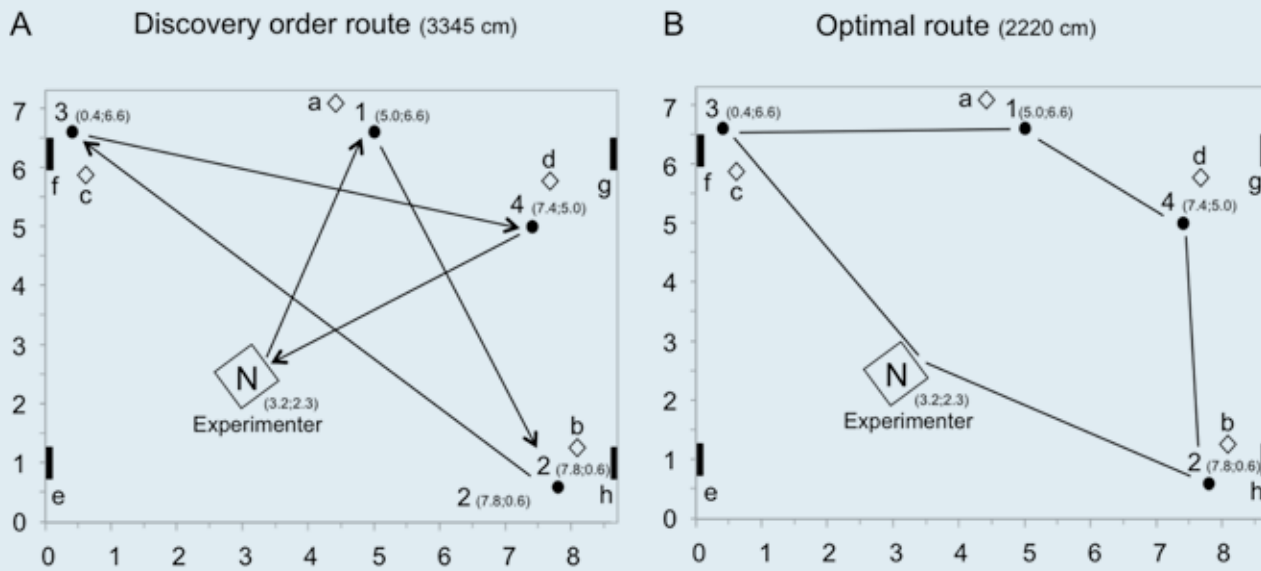 A Discovery order route (3345 cm)
7
6
5
4
3
2
1
0
0 1 2 3 4 5 6 7 8
3 (0.4;6.6)
a
1 (5.0;6.6)
f
c
d
g
4 (7.4;5.0)
N
(3.2;2.3)
Experimenter
b
2 (7.8;0.6)
e
2 (7.8;0.6)
h
B Optimal route (2220 cm)
7
6
5
4
3
2
1
0
0 1 2 3 4 5 6 7 8
3 (0.4;6.6)
a
1 (5.0;6.6)
f
c
d
g
4 (7.4;5.0)
N
(3.2;2.3)
Experimenter
b
2 (7.8;0.6)
e
h